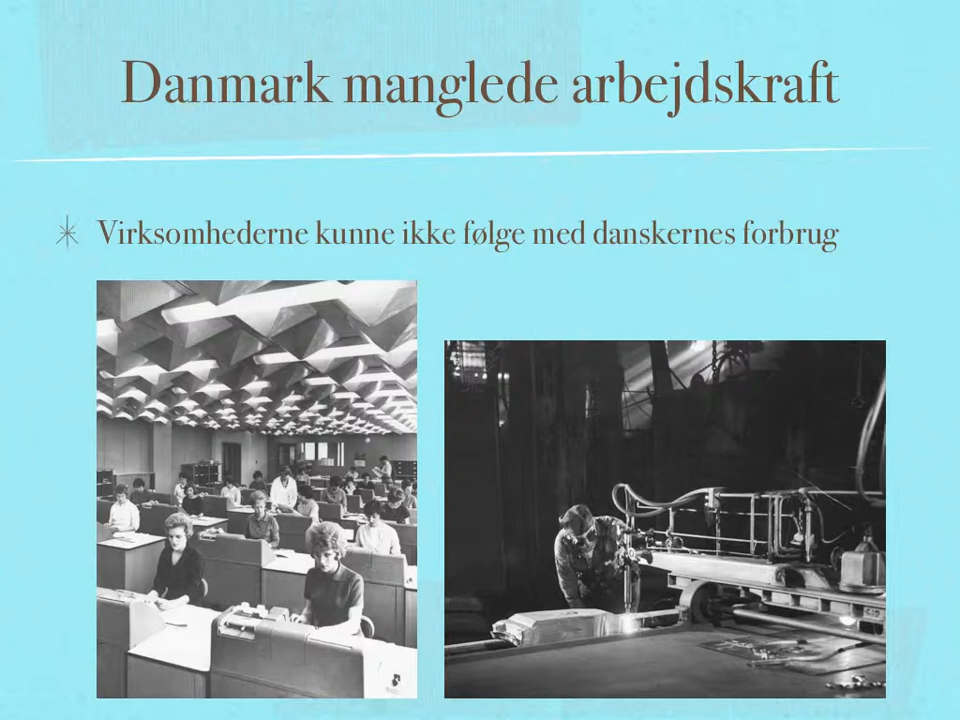 Danmark manglede arbejdskraft
Virksomhederne kunne ikke følge med danskernes forbrug